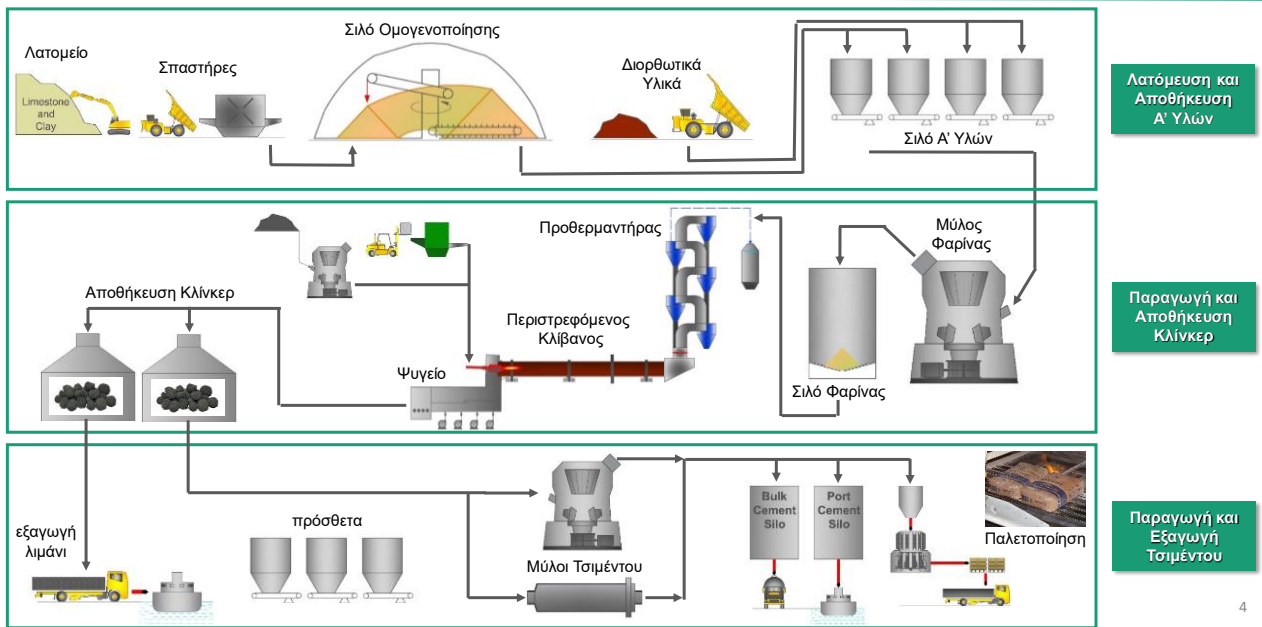 Λατομείο
Limestone
and
Clay
Σπαστήρες
Σιλό Ομογενοποίησης
Διορθωτικά
Υλικά
Σιλό Α' Υλών
Λατόμευση και
Αποθήκευση
Α' Υλών
Αποθήκευση Κλίνκερ
Προθερμαντήρας
Μύλος
Φαρίνας
Περιστρεφόμενος
Κλίβανος
Ψυγείο
Σιλό Φαρίνας
Παραγωγή και
Αποθήκευση
Κλίνκερ
εξαγωγή
λιμάνι
πρόσθετα
Μύλοι Τσιμέντου
Bulk
Cement
Silo
Port
Cement
Silo
Παλετοποίηση
Παραγωγή και
Εξαγωγή
Τσιμέντου
4